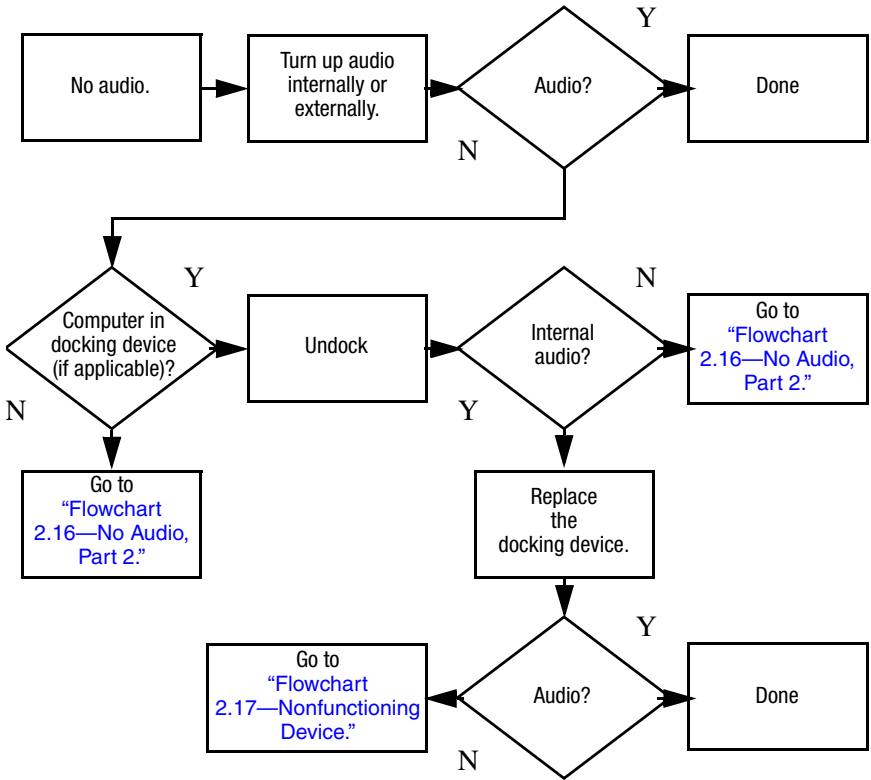 Y
No audio.
Turn up audio
internally or
externally.
Audio?
Done
N
Y
N
Computer in
docking device
(if applicable)?
Undock
Internal
audio?
Go to
“Flowchart
2.16—No Audio,
Part 2.”
N
Y
Go to
“Flowchart
2.16—No Audio,
Part 2.”
Replace
the
docking device.
Y
Go to
“Flowchart
2.17—Nonfunctioning
Device.”
Audio?
Done
N